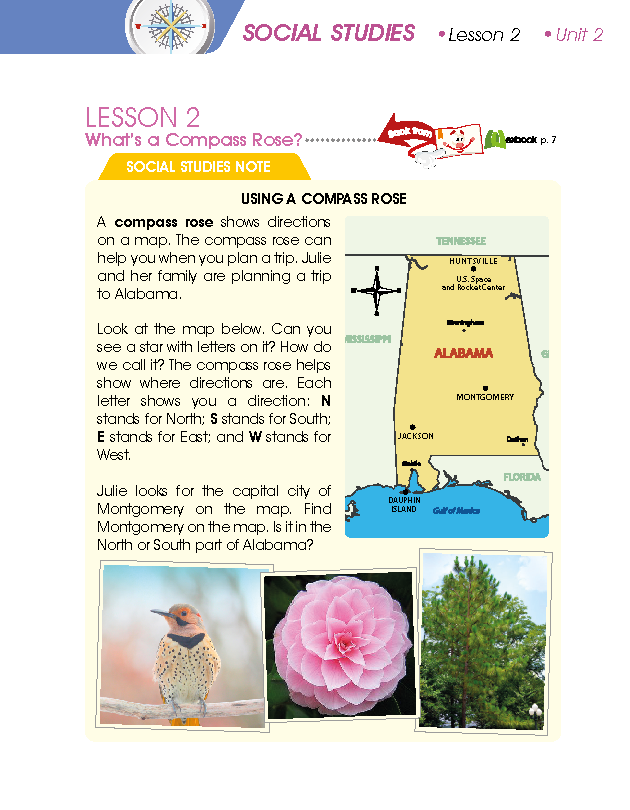 SOCIAL STUDIES • Lesson 2 • Unit 2
LESSON 2
What's a Compass Rose?
Book from
p. 7
SOCIAL STUDIES NOTE
USING A COMPASS ROSE
A compass rose shows directions
on a map. The compass rose can
help you when you plan a trip. Julie
and her family are planning a trip
to Alabama.
Look at the map below. Can you
see a star with letters on it? How do
we call it? The compass rose helps
show where directions are. Each
letter shows you a direction: N
stands for North; S stands for South;
E stands for East; and W stands for
West.
Julie looks for the capital city of
Montgomery on the map. Find
Montgomery on the map. Is it in the
North or South part of Alabama?
TENNESSEE
HUNTSVILLE
U.S. Space
and Rocket Center
Birmingham
MISSISSIPPI
ALABAMA
G
MONTGOMERY
JACKSON
Dothan
Mobile
FLORIDA
DAUPHIN
ISLAND
Gulf of Mexico